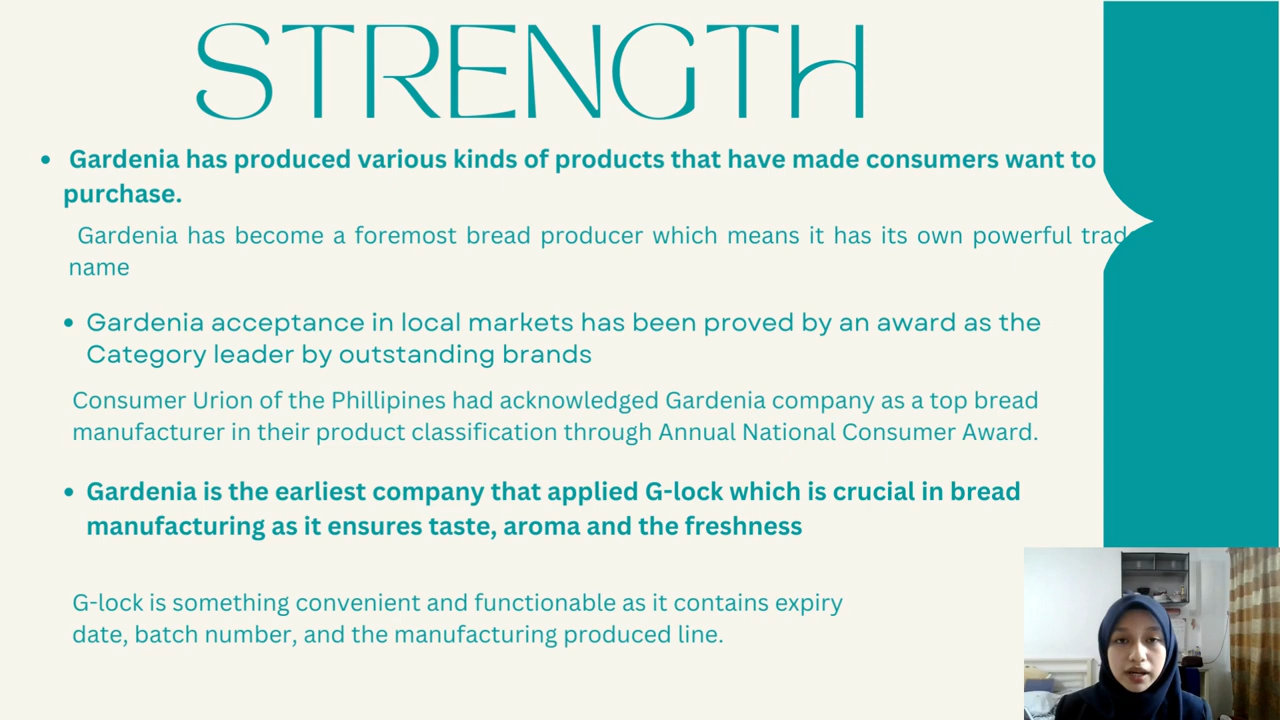 STRENGTH
• Gardenia has produced various kinds of products that have made consumers want to
purchase.
Gardenia has become a foremost bread producer which means it has its own powerful trade
name
• Gardenia acceptance in local markets has been proved by an award as the
Category leader by outstanding brands
Consumer Urion of the Phillipines had acknowledged Gardenia company as a top bread
manufacturer in their product classification through Annual National Consumer Award.
• Gardenia is the earliest company that applied G-lock which is crucial in bread
manufacturing as it ensures taste, aroma and the freshness
G-lock is something convenient and functionable as it contains expiry
date, batch number, and the manufacturing produced line.